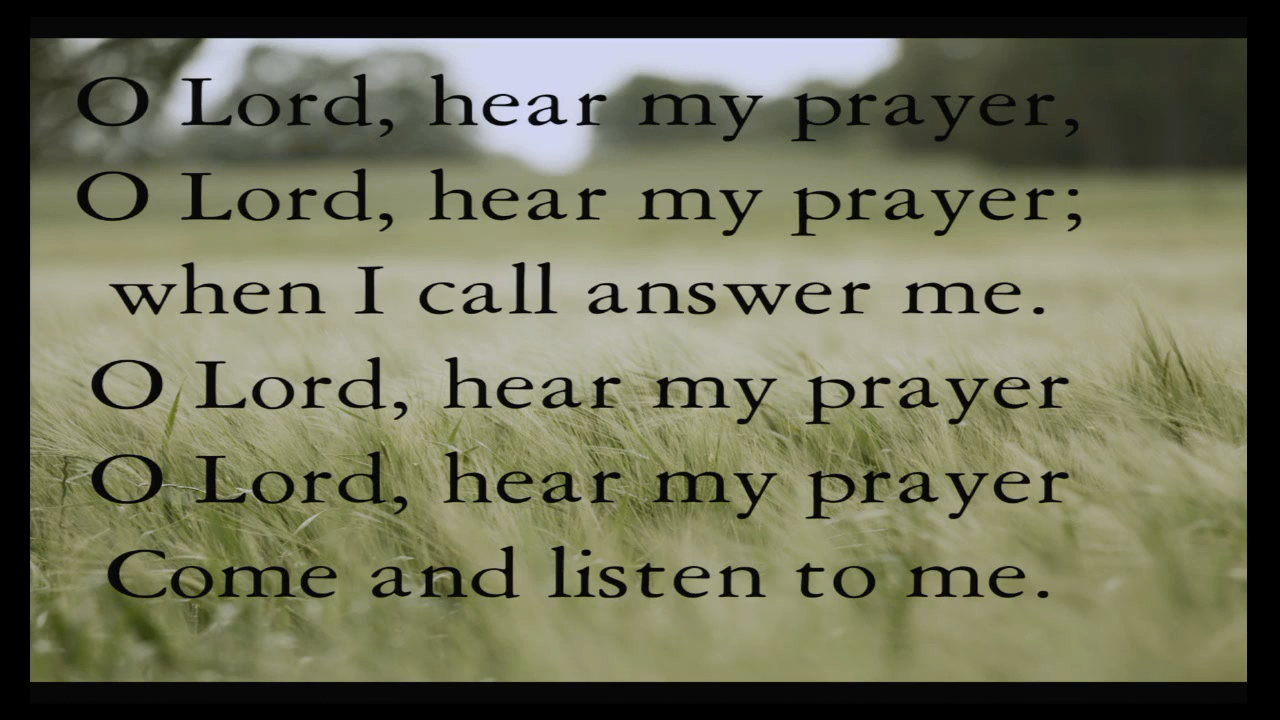 O Lord, hear my prayer,
O Lord, hear my prayer;
when I call answer me.
O Lord, hear my prayer
O Lord, hear my prayer
Come and listen to me.